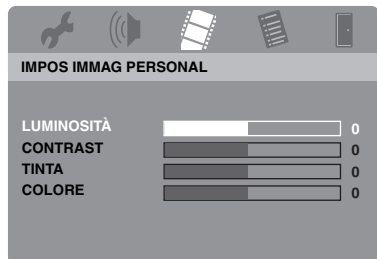 IMPOS IMMAG PERSONAL
LUMINOSITÀ 0
CONTRAST 0
TINTA 0
COLORE 0